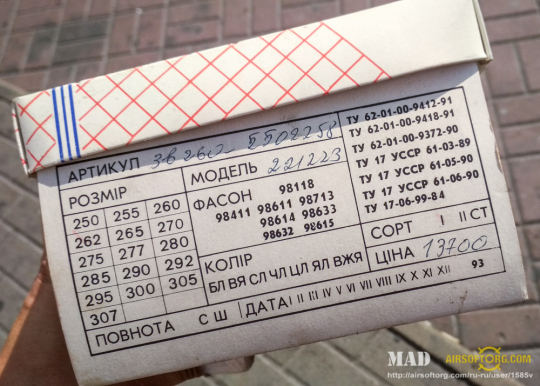 АРТИКУЛ 3В 260 5502258
РОЗМІР
250 255 260
262 265 270
275 277 280
285 290 292
295 300 305
307
МОДЕЛЬ 221223
ФАСОН 98118
98411 98611 98713
98614 98633
98632 98615
КОЛІР
БЛ ВЯ СЛ ЧЛ ЦЛ ЯЛ ВЖЯ
ТУ 62-01-00-9412-91
ТУ 62-01-00-9418-91
ТУ 62-01-00-9372-90
ТУ 17 УССР 61-03-89
ТУ 17 УССР 61-05-90
ТУ 17 УССР 61-06-90
ТУ 17-06-99-84
СОРТ I II СТ
ЦІНА 13700
ПОВНОТА С Ш ДАТА I II III IV V VI VII VIII IX X XI XII 93
MAD
AIRSOFTORG.COM
http://airsoftorg.com/ru-ru/user/1585v